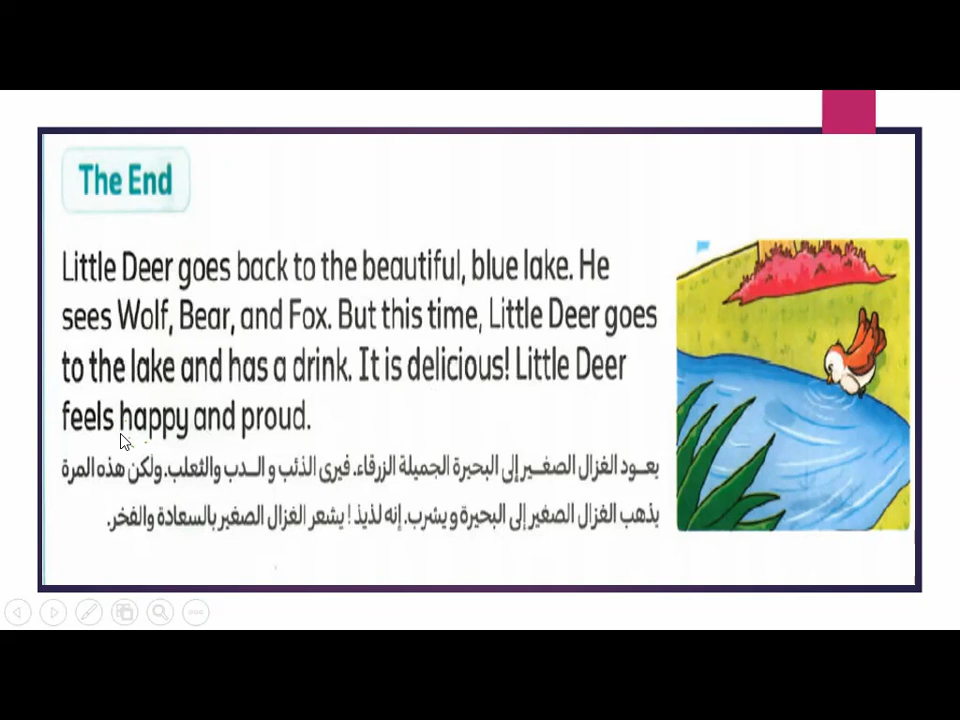 The End
Little Deer goes back to the beautiful, blue lake. He
sees Wolf, Bear, and Fox. But this time, Little Deer goes
to the lake and has a drink. It is delicious! Little Deer
feels happy and proud.
يعـود الغزال الصغـير إلى البحيرة الجميلة الزرقاء. فيرى الذئب و الـدب والثعلب. ولكن هذه المرة
يذهب الغزال الصغير إلى البحيرة و يشرب. إنه لذيذ ! يشعر الغزال الصغير بالسعادة والفخر.